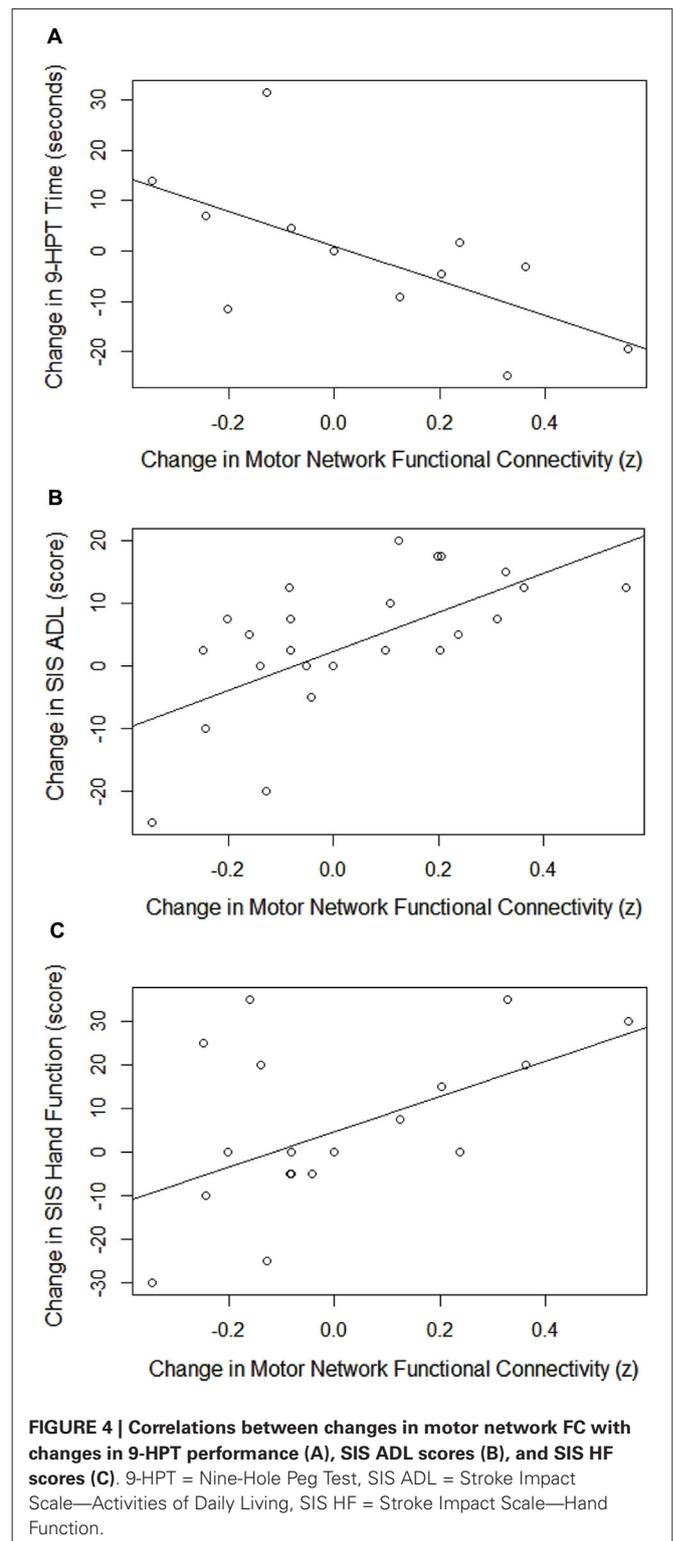 A
Change in 9-HPT Time (seconds)
30
20
10
0
-10
-20
-0.2 0.0 0.2 0.4
Change in Motor Network Functional Connectivity (z)
B
Change in SIS ADL (score)
20
10
0
-10
-20
-0.2 0.0 0.2 0.4
Change in Motor Network Functional Connectivity (z)
C
Change in SIS Hand Function (score)
30
20
10
0
-10
-20
-30
-0.2 0.0 0.2 0.4
Change in Motor Network Functional Connectivity (z)
FIGURE 4 | Correlations between changes in motor network FC with
changes in 9-HPT performance (A), SIS ADL scores (B), and SIS HF
scores (C). 9-HPT = Nine-Hole Peg Test, SIS ADL = Stroke Impact
Scale—Activities of Daily Living, SIS HF = Stroke Impact Scale—Hand
Function.